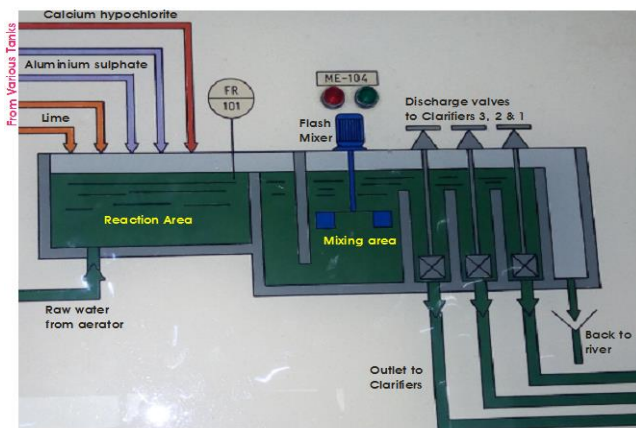 From Various Tanks
Calcium hypochlorite
Aluminium sulphate
Lime
FR
101
ME-104
Flash
Mixer
Discharge valves
to Clarifiers 3, 2 & 1
Reaction Area
Mixing area
Raw water
from aerator
Outlet to
Clarifiers
Back to
river